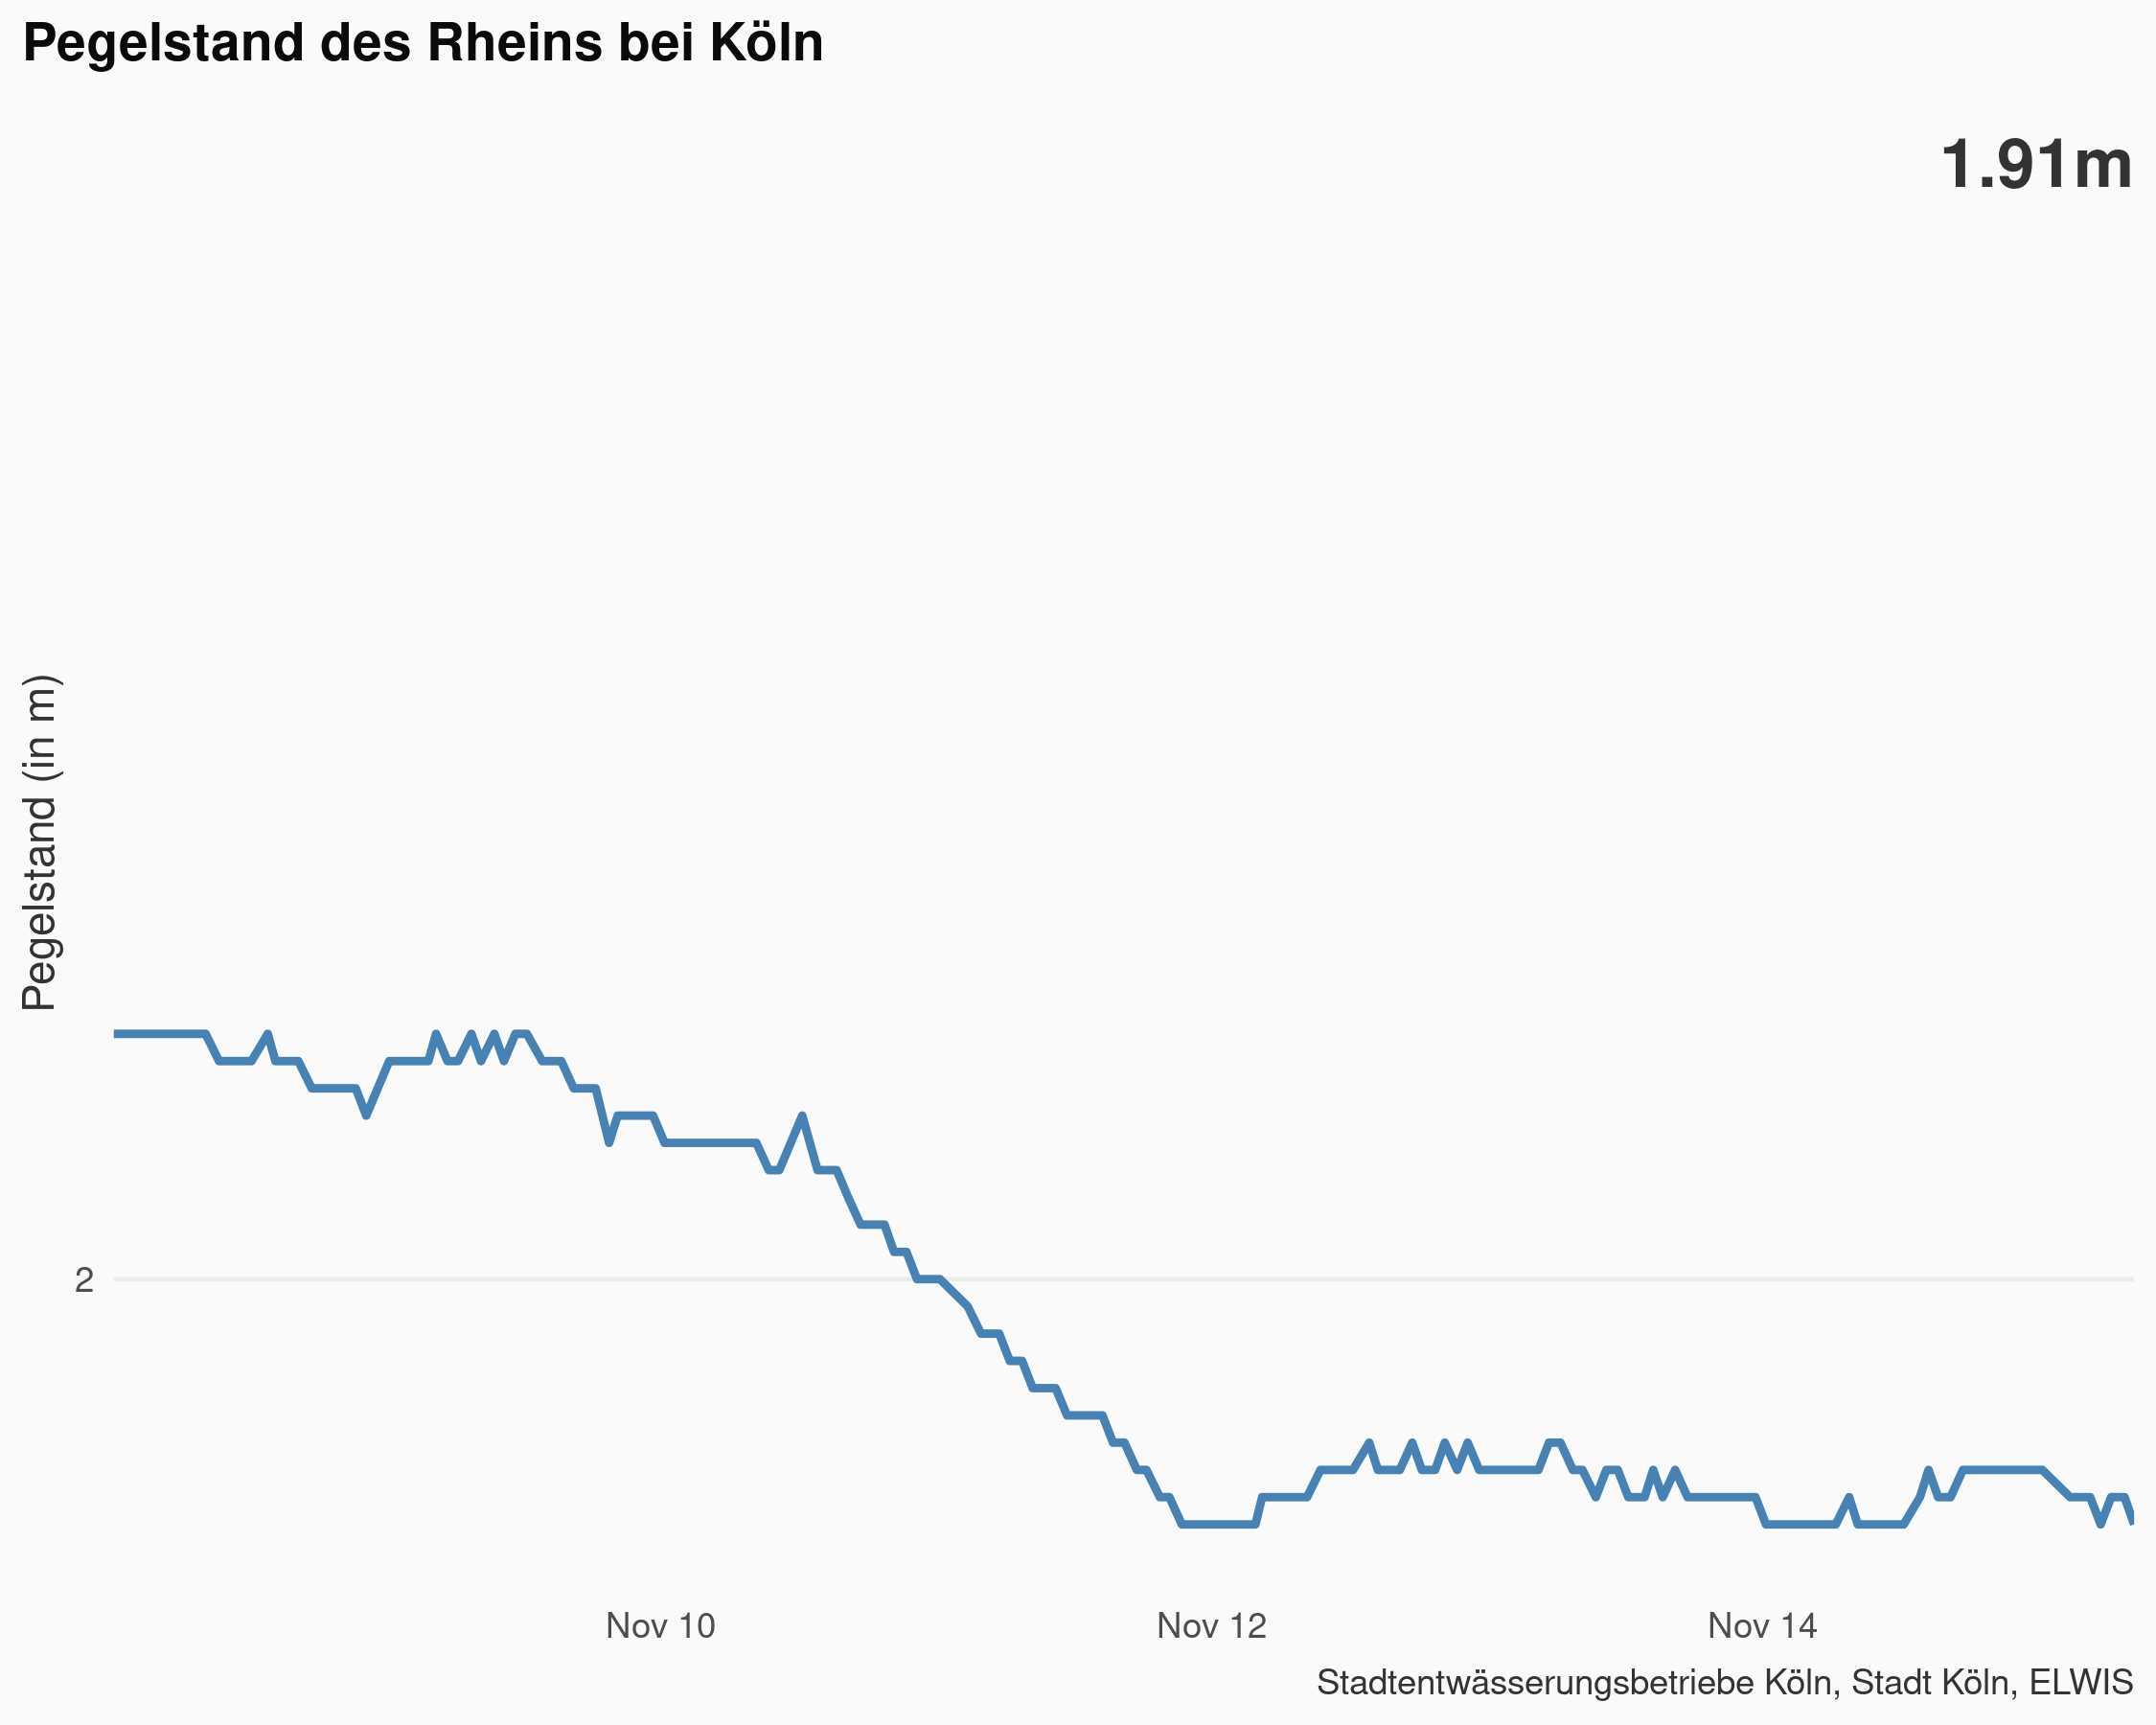 Pegelstand des Rheins bei Köln
1.91m
Pegelstand (in m)
2
Nov 10
Nov 12
Nov 14
Stadtentwässerungsbetriebe Köln, Stadt Köln, ELWIS